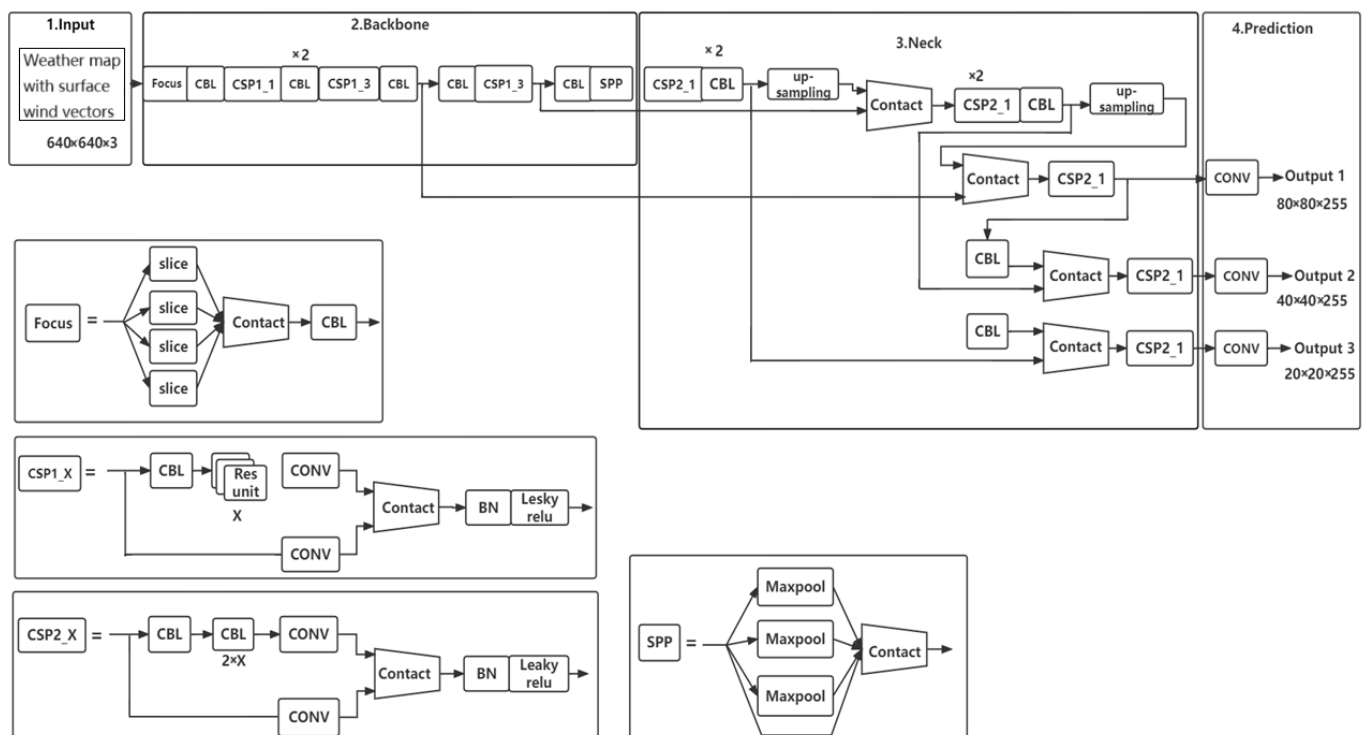 1.Input
Weather map
with surface
wind vectors
640×640×3
2.Backbone
×2
Focus CBL CSP1_1 CBL CSP1_3 CBL CBL CSP1_3 CBL SPP
3.Neck
×2
CSP2_1 CBL
up-
sampling
Contact
×2
CSP2_1 CBL
up-
sampling
Contact
CSP2_1
CBL
Contact
CSP2_1
CBL
Contact
CSP2_1
4.Prediction
CONV
Output 1
80×80×255
CONV
Output 2
40×40×255
CONV
Output 3
20×20×255
Focus =
slice
slice
slice
slice
Contact
CBL
CSP1_X =
CBL
Res
unit
X
CONV
CONV
Contact
BN
Lesky
relu
CSP2_X =
CBL
CBL
2×X
CONV
CONV
Contact
BN
Leaky
relu
SPP =
Maxpool
Maxpool
Maxpool
Contact